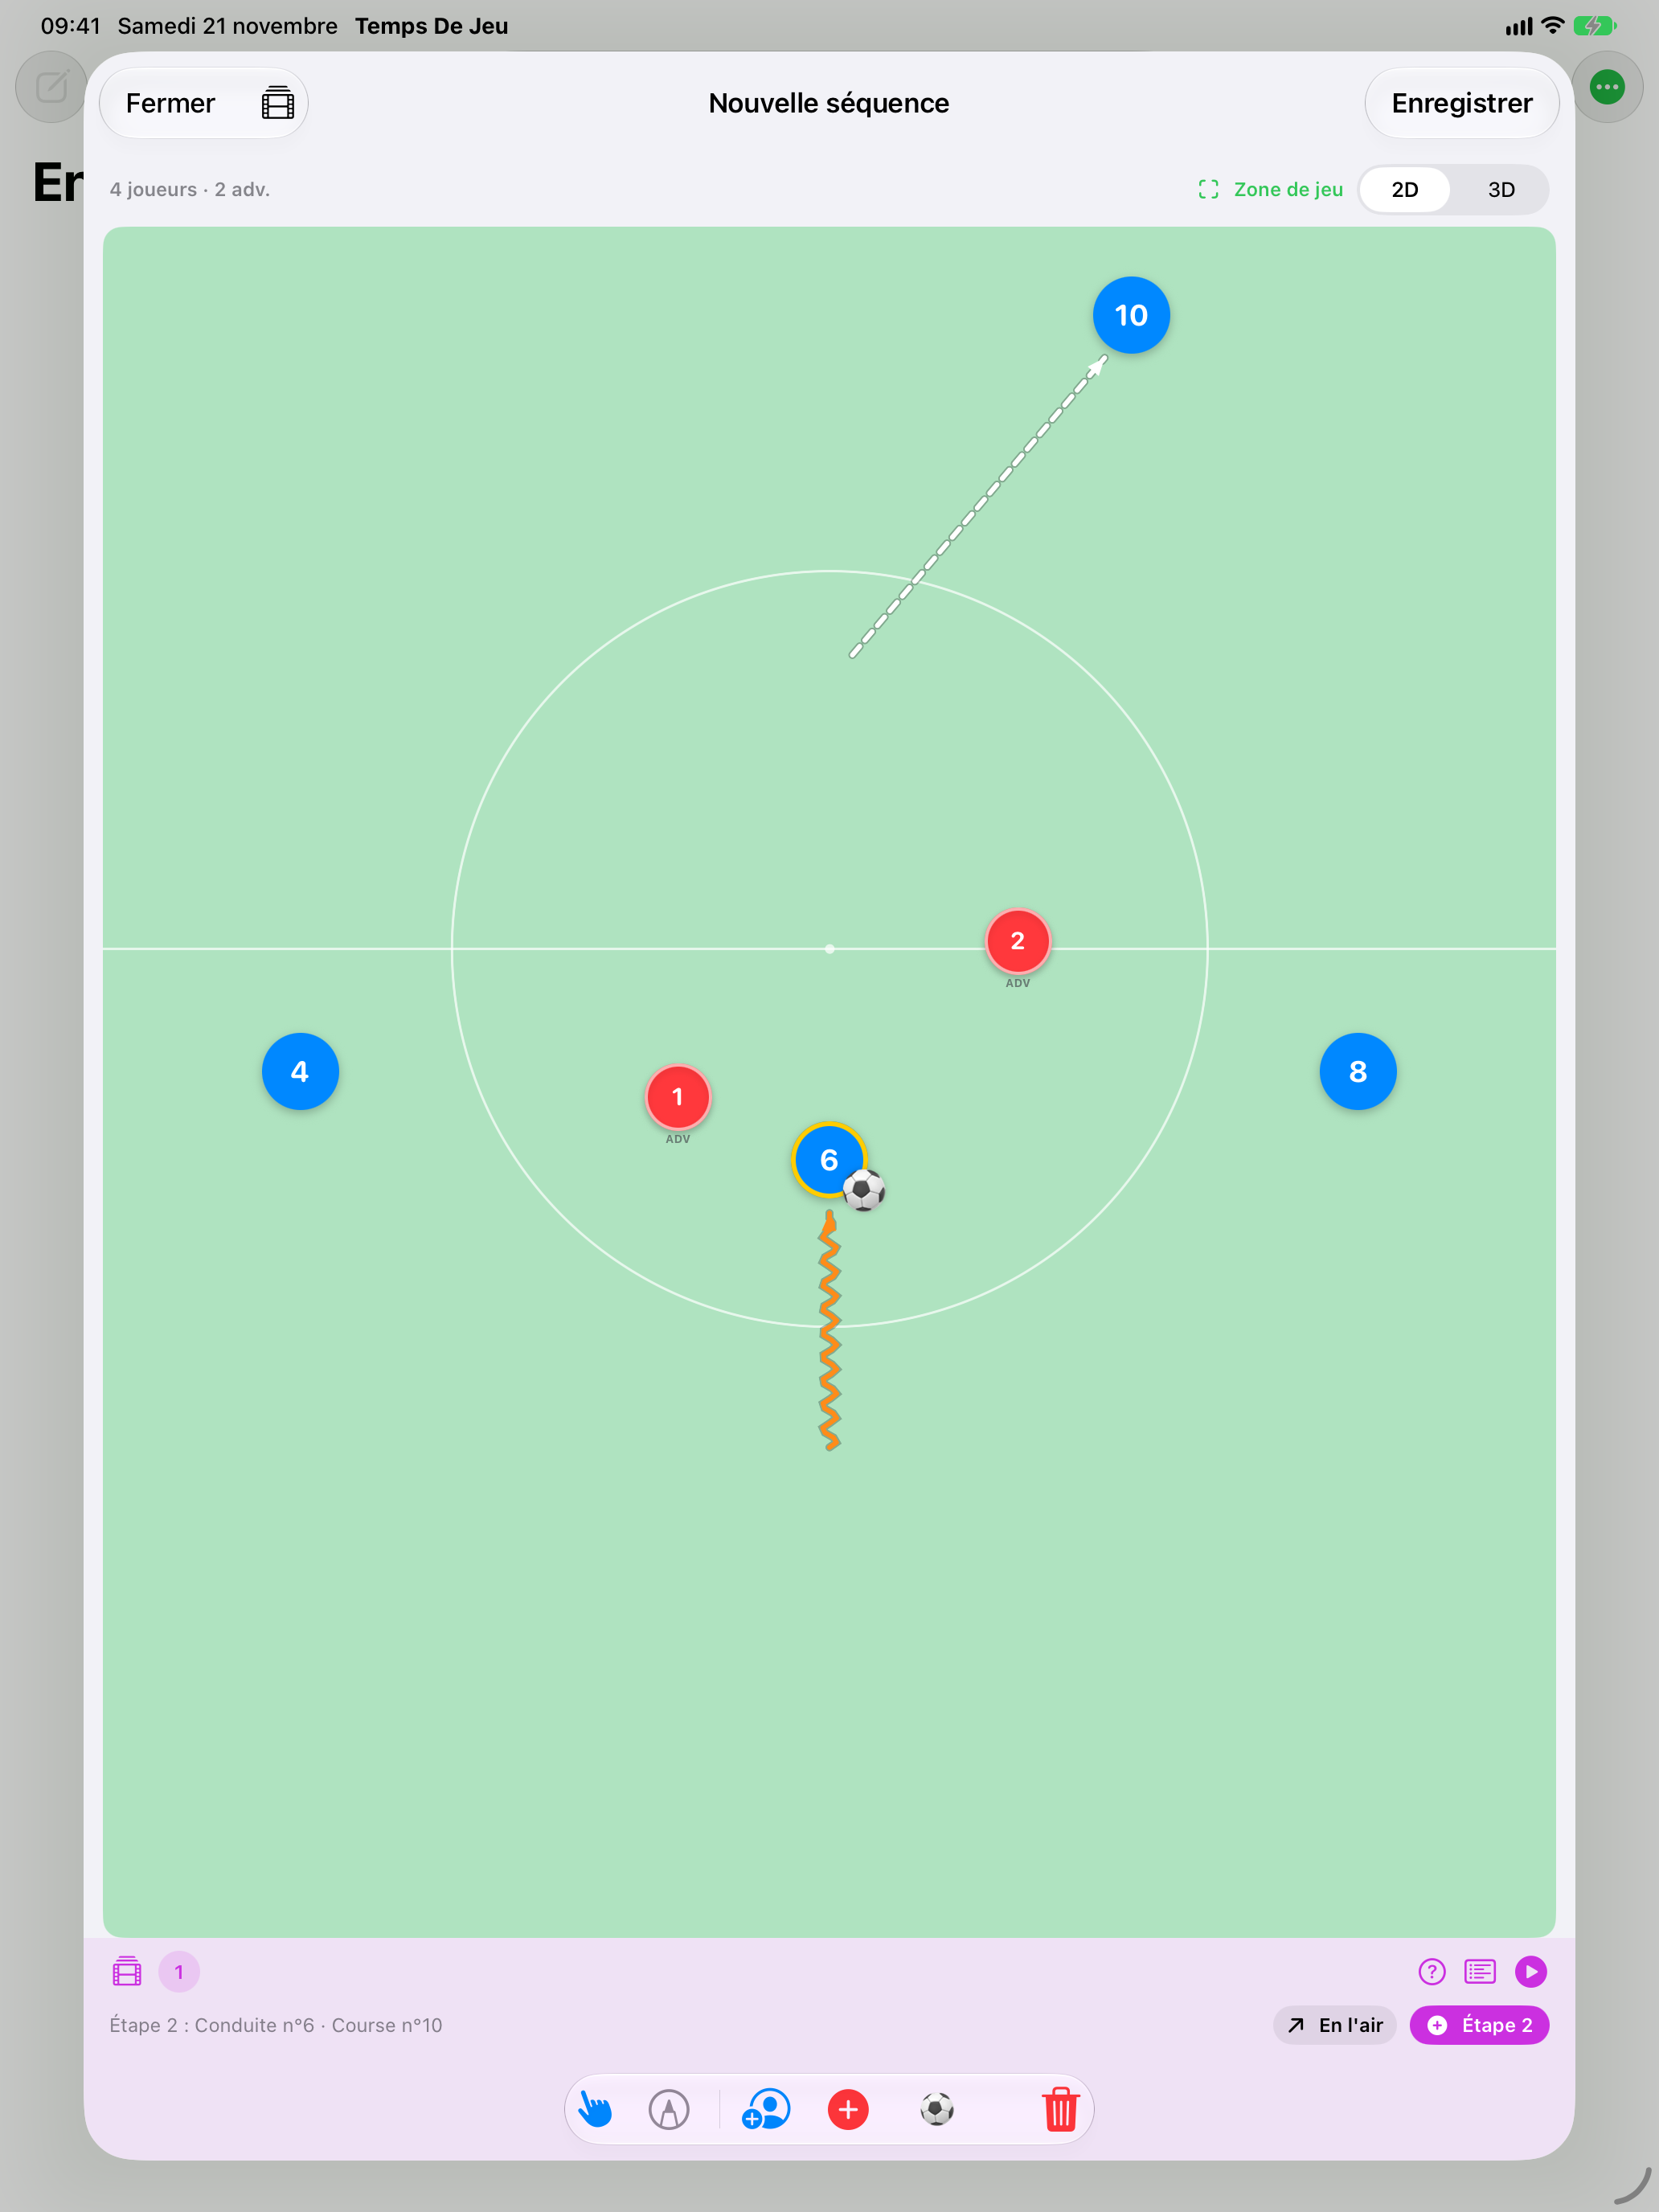 09:41 Samedi 21 novembre Temps De Jeu
Fermer
Nouvelle séquence
Enregistrer
Er
4 joueurs · 2 adv.
Zone de jeu
2D
3D
10
2
ADV
4
8
1
ADV
6
1
?
Étape 2 : Conduite n°6 · Course n°10
En l'air
Étape 2